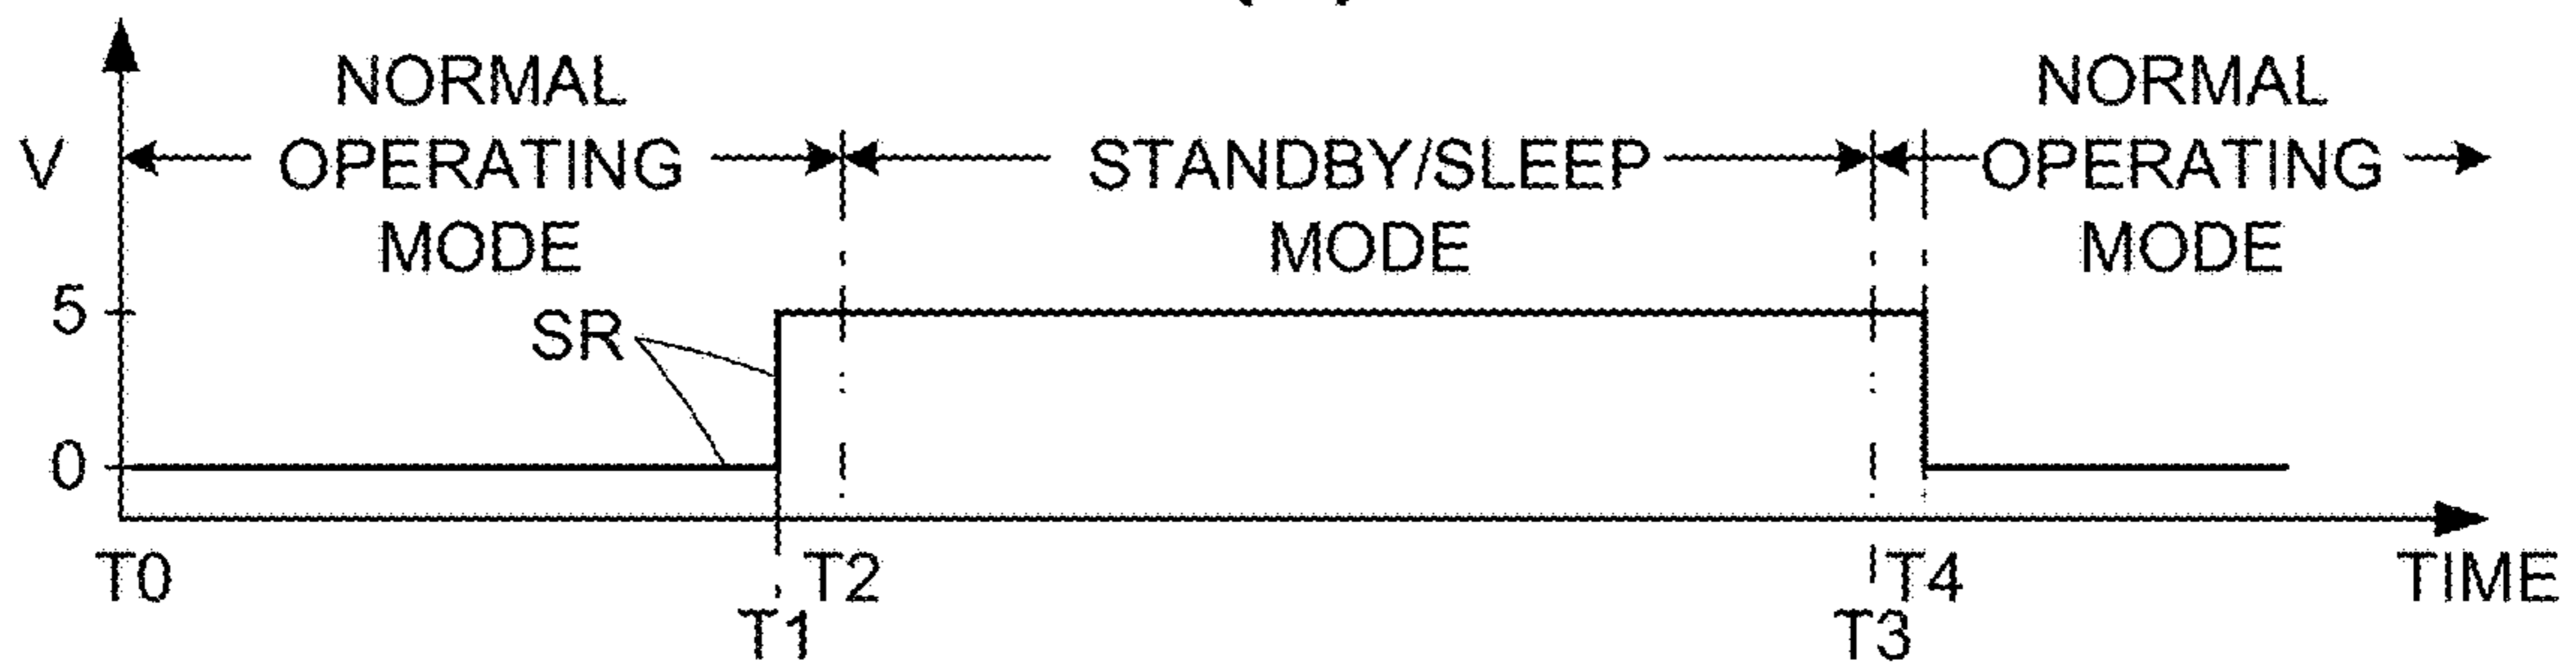 NORMAL
OPERATING
MODE
STANDBY/SLEEP
MODE
NORMAL
OPERATING
MODE
V
5
SR
0
T0
T1
T2
T3
T4
TIME